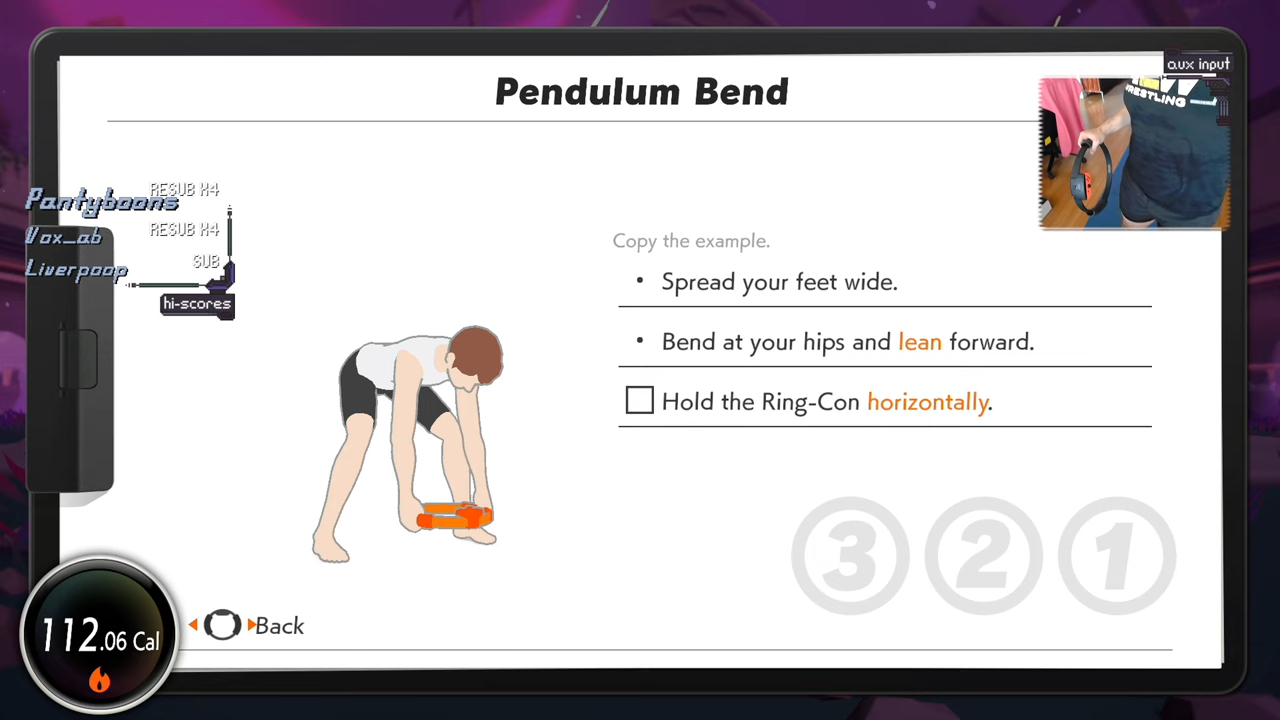 Pendulum Bend
aux input
WRESTLING
Pantyboons RESUB X4
Vox_ab RESUB X4
Liverpoop SUB
hi-scores
Copy the example.
• Spread your feet wide.
• Bend at your hips and lean forward.
Hold the Ring-Con horizontally.
3 2 1
112.06 Cal
Back